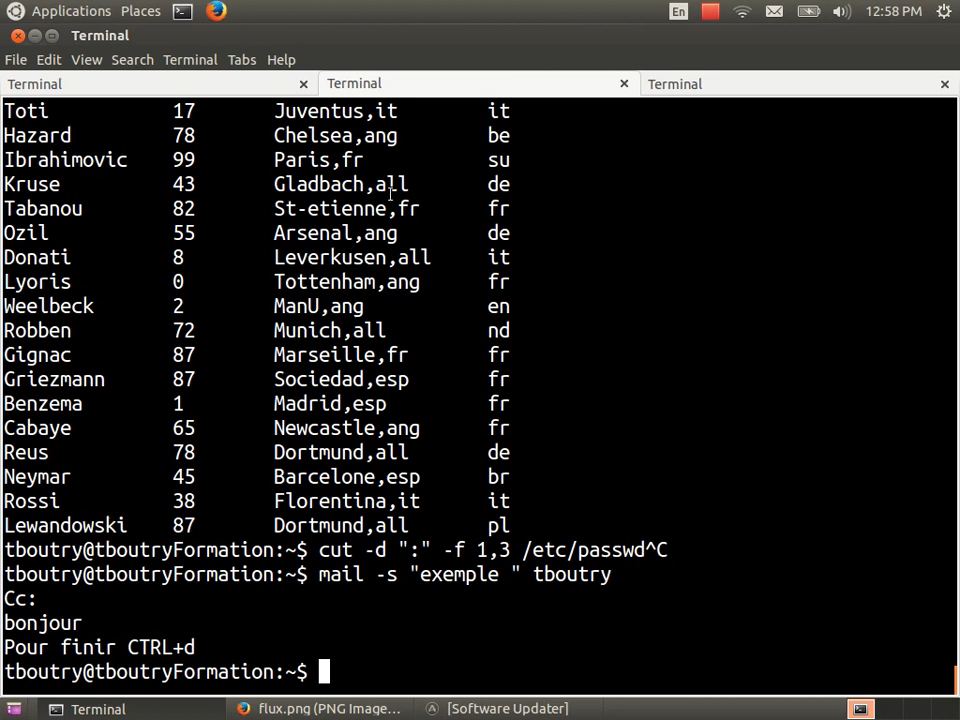 Applications Places En 12:58 PM
Terminal
File Edit View Search Terminal Tabs Help
Terminal Terminal Terminal
Toti 17 Juventus,it it
Hazard 78 Chelsea,ang be
Ibrahimovic 99 Paris,fr su
Kruse 43 Gladbach,all de
Tabanou 82 St-etienne,fr fr
Ozil 55 Arsenal,ang de
Donati 8 Leverkusen,all it
Lyoris 0 Tottenham,ang fr
Weelbeck 2 ManU,ang en
Robben 72 Munich,all nd
Gignac 87 Marseille,fr fr
Griezmann 87 Sociedad,esp fr
Benzema 1 Madrid,esp fr
Cabaye 65 Newcastle,ang fr
Reus 78 Dortmund,all de
Neymar 45 Barcelone,esp br
Rossi 38 Florentina,it it
Lewandowski 87 Dortmund,all pl
tboutry@tboutryFormation:~$ cut -d ":" -f 1,3 /etc/passwd^C
tboutry@tboutryFormation:~$ mail -s "exemple " tboutry
Cc:
bonjour
Pour finir CTRL+d
tboutry@tboutryFormation:~$
Terminal flux.png (PNG Image... [Software Updater]